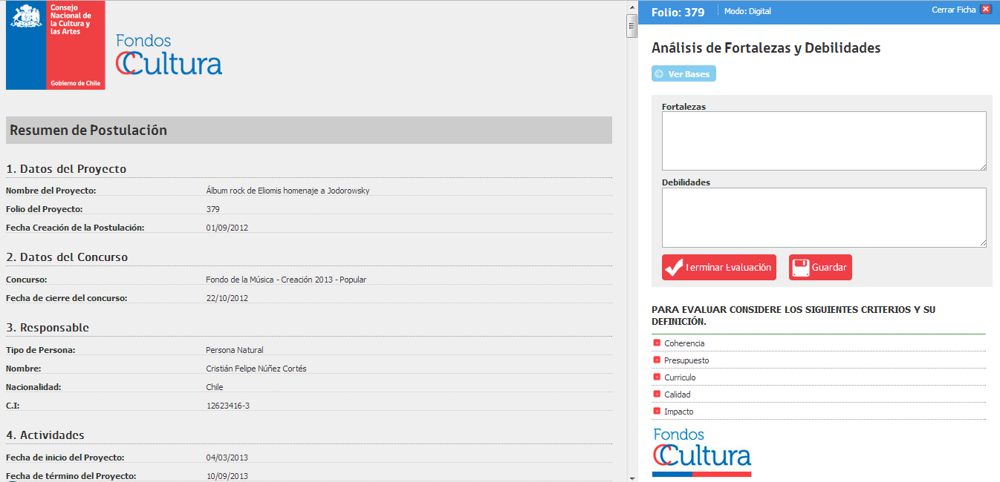 Consejo
Nacional de
la Cultura y
las Artes
Gobierno de Chile
Fondos
Cultura
Resumen de Postulación
1. Datos del Proyecto
Nombre del Proyecto: Álbum rock de Eliomis homenaje a Jodorowsky
Folio del Proyecto: 379
Fecha Creación de la Postulación: 01/09/2012
2. Datos del Concurso
Concurso: Fondo de la Música - Creación 2013 - Popular
Fecha de cierre del concurso: 22/10/2012
3. Responsable
Tipo de Persona: Persona Natural
Nombre: Cristián Felipe Núñez Cortés
Nacionalidad: Chile
C.I: 12623416-3
4. Actividades
Fecha de inicio del Proyecto: 04/03/2013
Fecha de término del Proyecto: 10/09/2013
Folio: 379 Modo: Digital Cerrar Ficha
Análisis de Fortalezas y Debilidades
Ver Bases
Fortalezas
Debilidades
Terminar Evaluación Guardar
PARA EVALUAR CONSIDERE LOS SIGUIENTES CRITERIOS Y SU
DEFINICIÓN.
Coherencia
Presupuesto
Curriculo
Calidad
Impacto
Fondos
Cultura